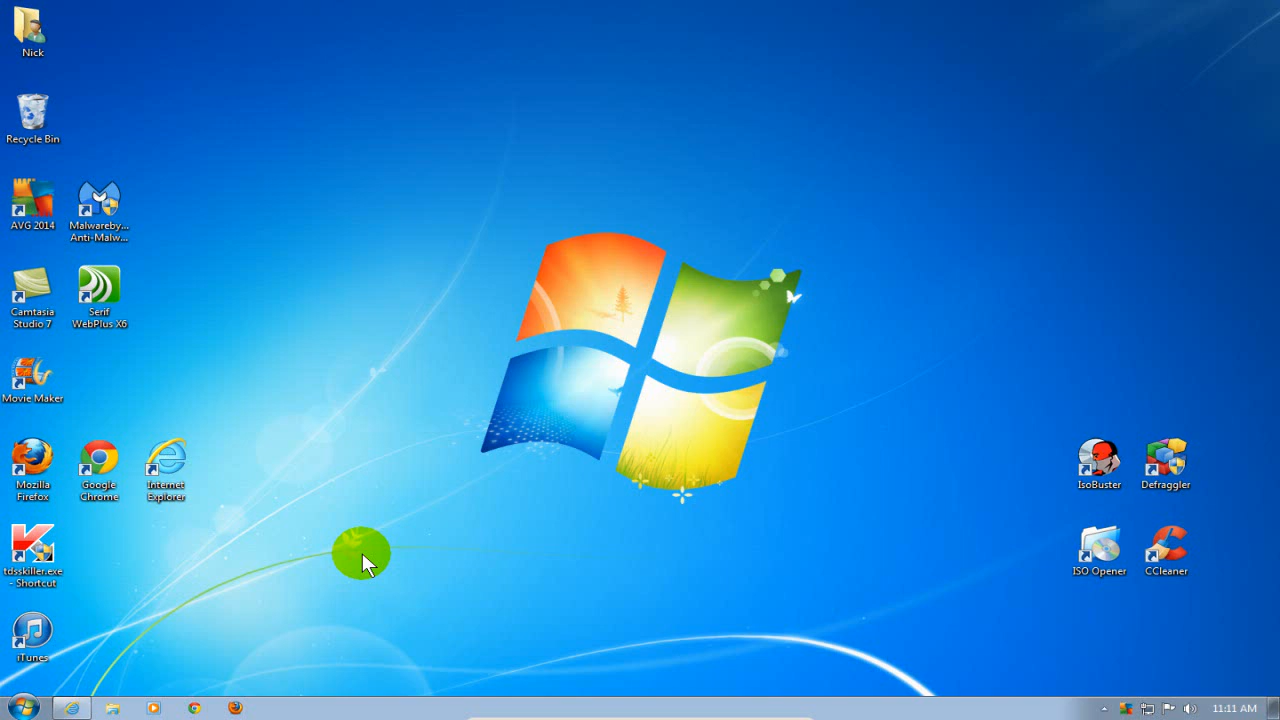 Nick
Recycle Bin
AVG 2014
Malwareby...
Anti-Malw...
Camtasia
Studio 7
Serif
WebPlus X6
Movie Maker
Mozilla
Firefox
Google
Chrome
Internet
Explorer
tdsskiller.exe
- Shortcut
iTunes
IsoBuster
Defraggler
ISO Opener
CCleaner
11:11 AM